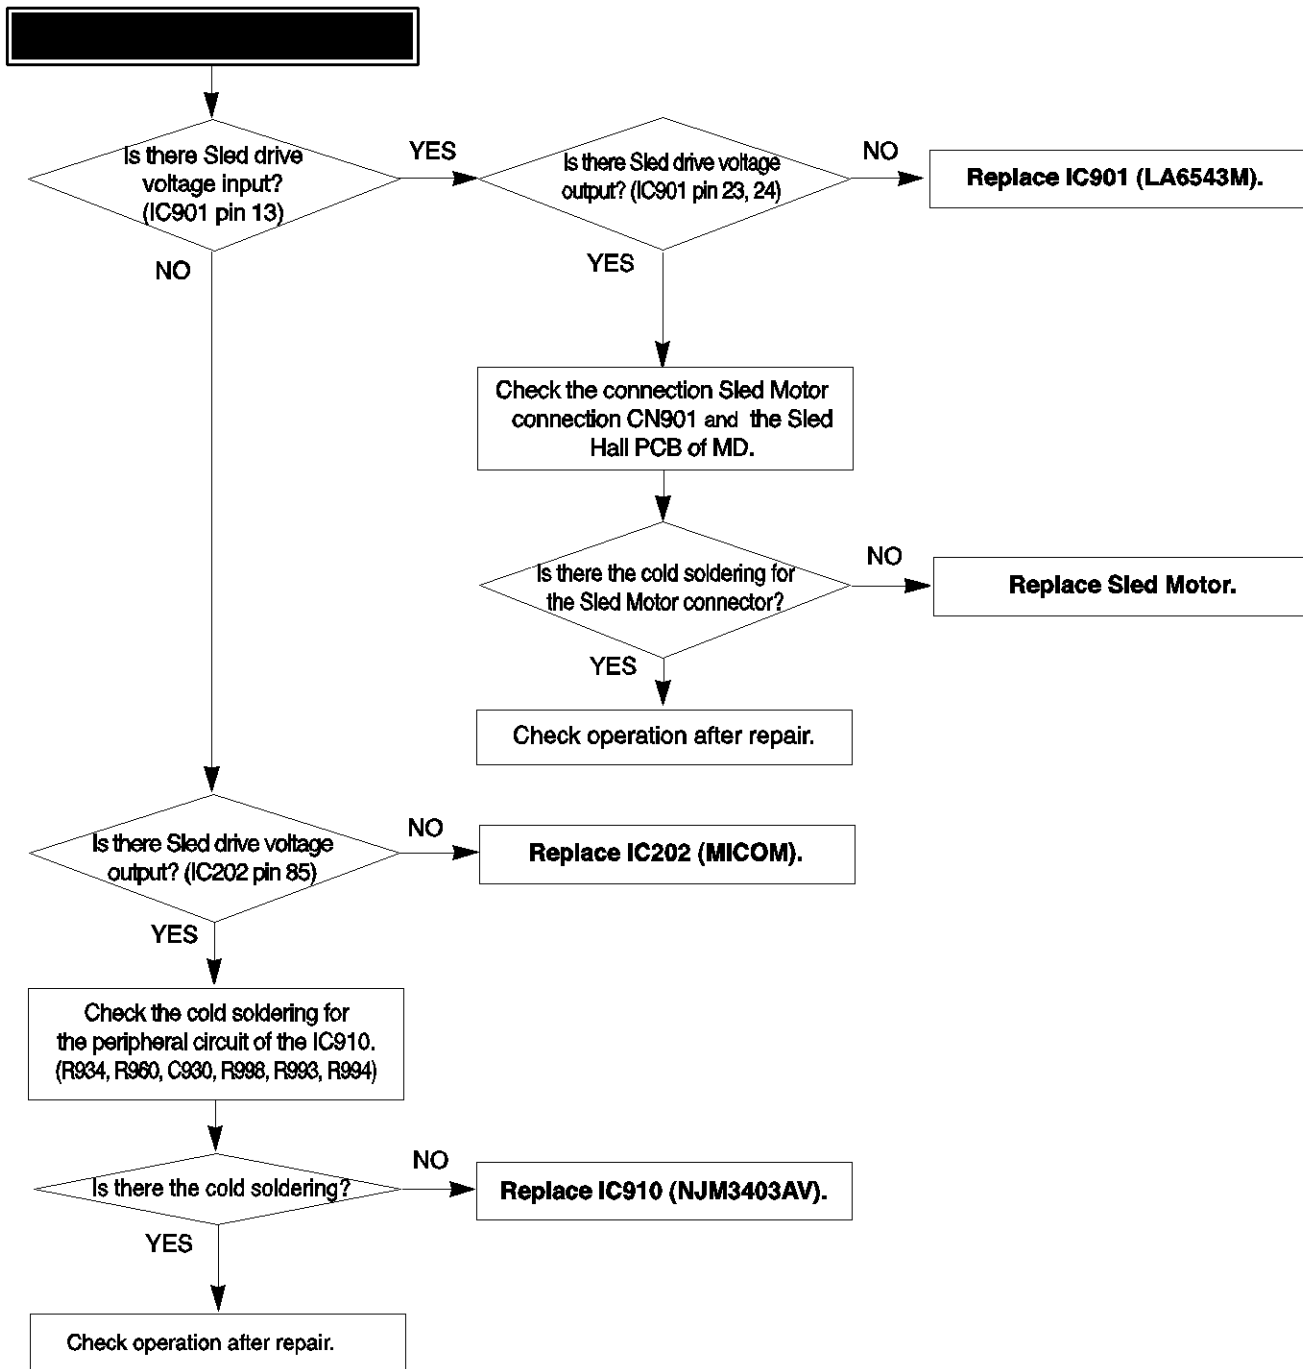 Is there Sled drive
voltage input?
(IC901 pin 13)
YES
Is there Sled drive voltage
output? (IC901 pin 23, 24)
NO
Replace IC901 (LA6543M).
NO
YES
Check the connection Sled Motor
connection CN901 and the Sled
Hall PCB of MD.
Is there the cold soldering for
the Sled Motor connector?
NO
Replace Sled Motor.
YES
Check operation after repair.
Is there Sled drive voltage
output? (IC202 pin 85)
NO
Replace IC202 (MICOM).
YES
Check the cold soldering for
the peripheral circuit of the IC910.
(R934, R960, C930, R998, R993, R994)
Is there the cold soldering?
NO
Replace IC910 (NJM3403AV).
YES
Check operation after repair.